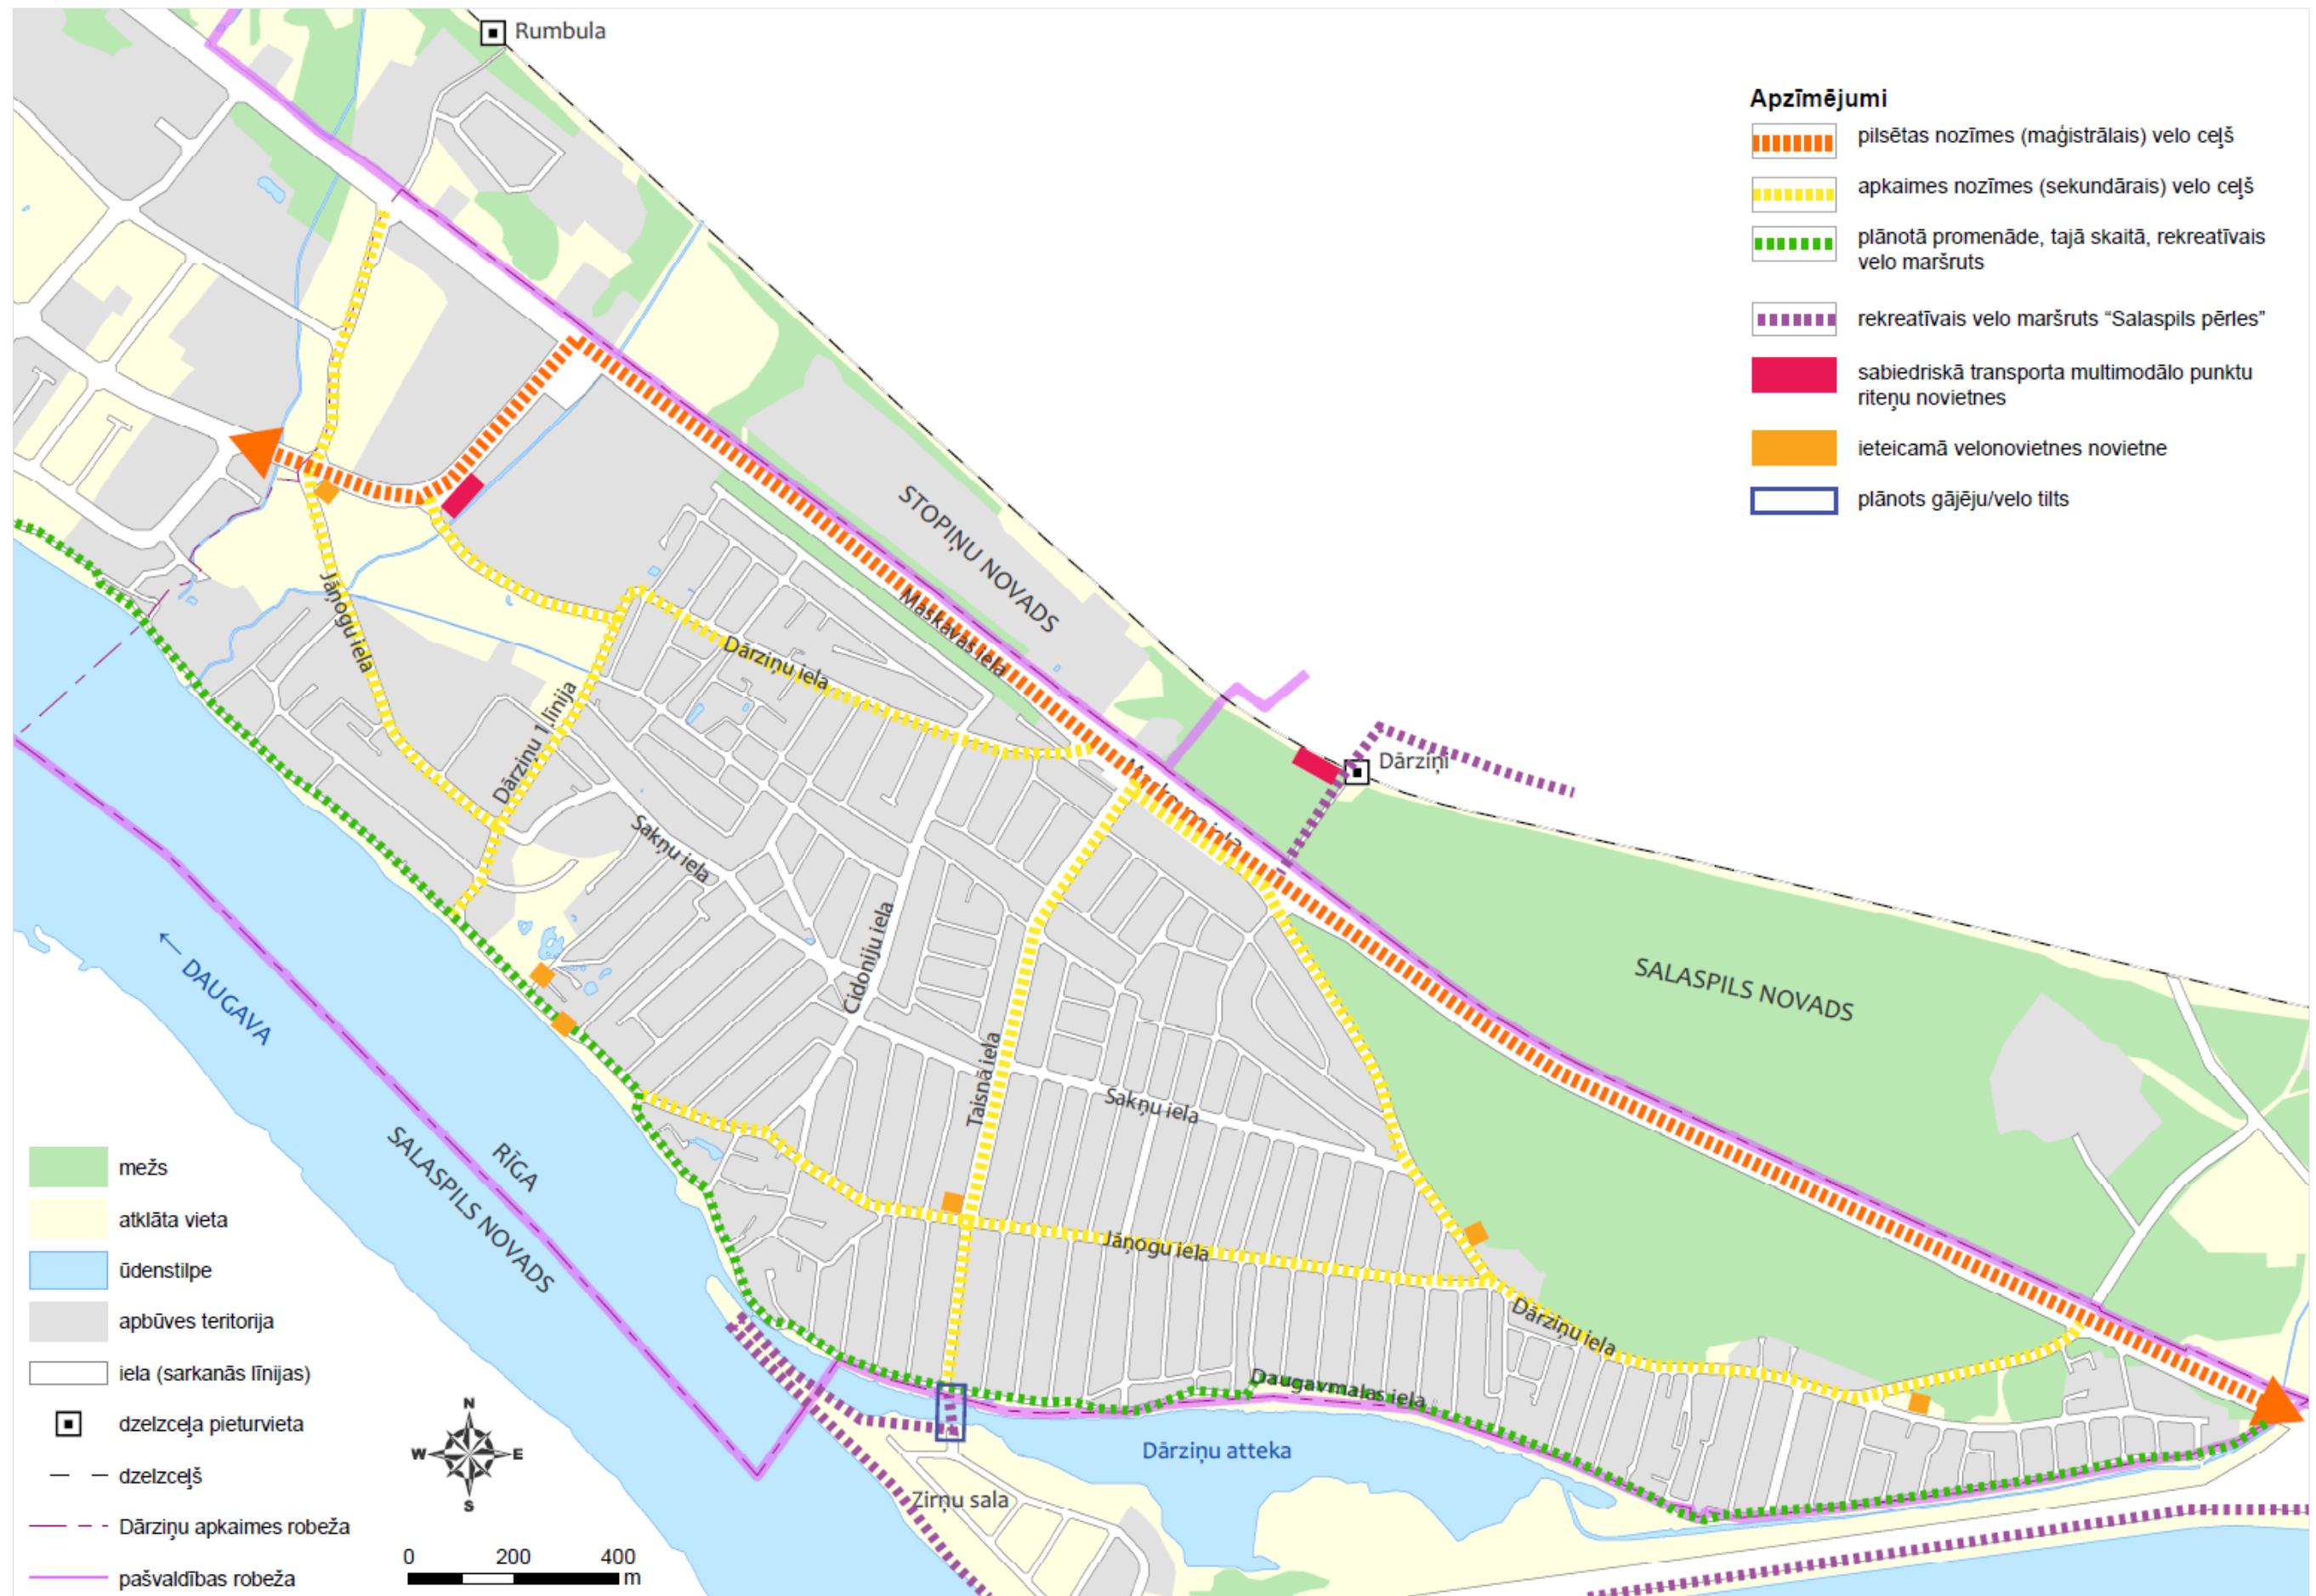 Rumbula
Apzīmējumi
pilsētas nozīmes (maģistrālais) velo ceļš
apkaimes nozīmes (sekundārais) velo ceļš
plānotā promenāde, tajā skaitā, rekreatīvais
velo maršruts
rekreatīvais velo maršruts “Salaspils pērles”
sabiedriskā transporta multimodālo punktu
riteņu novietnes
ieteicamā velonovietnes novietne
plānots gājēju/velo tilts
STOPIŅU NOVADS
Jāņogu iela
Maskavas iela
Dārziņu iela
Dārziņu 1.līnija
Dārziņi
Maskavas iela
Sakņu iela
Cidoniju iela
← DAUGAVA
SALASPILS NOVADS
Taisnā iela
Sakņu iela
RĪGA
SALASPILS NOVADS
Jāņogu iela
Dārziņu iela
Daugavmalas iela
Dārziņu atteka
Zirņu sala
mežs
atklāta vieta
ūdenstilpe
apbūves teritorija
iela (sarkanās līnijas)
dzelzceļa pieturvieta
dzelzceļš
Dārziņu apkaimes robeža
pašvaldības robeža
N
W E
S
0 200 400
m